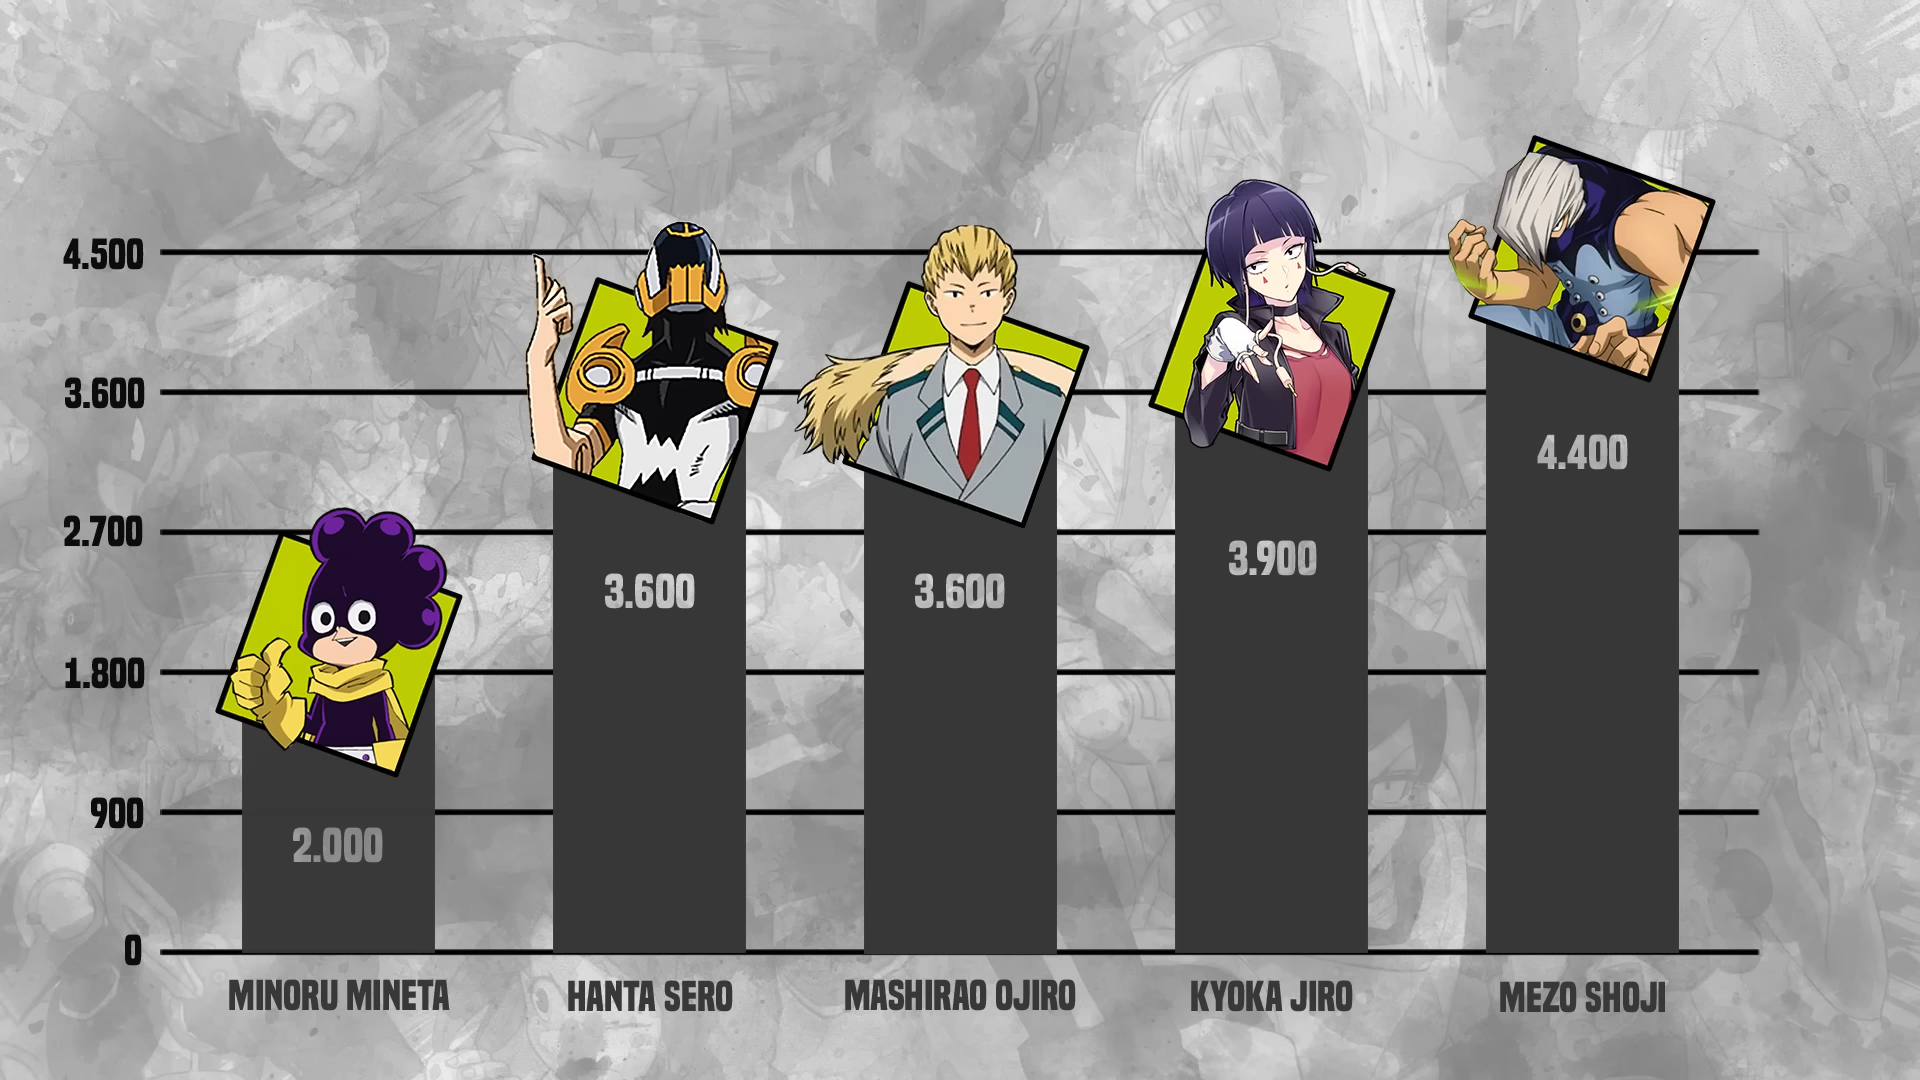 4.500
3.600
2.700
1.800
900
0
2.000
3.600
3.600
3.900
4.400
MINORU MINETA
HANTA SERO
MASHIRAO OJIRO
KYOKA JIRO
MEZO SHOJI